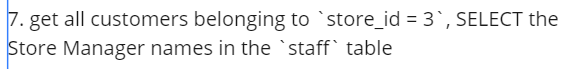 7. get all customers belonging to `store_id = 3`, SELECT the
Store Manager names in the `staff` table